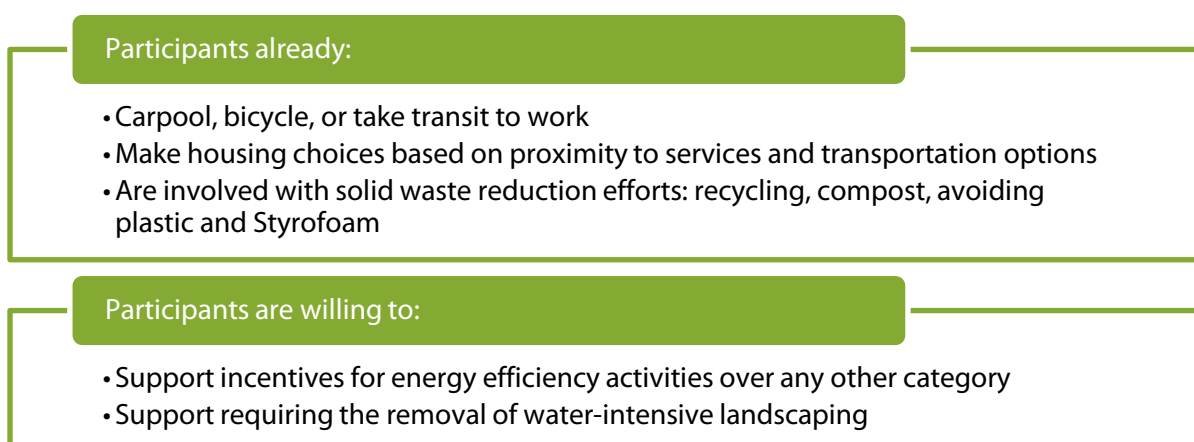 Participants already:
• Carpool, bicycle, or take transit to work
• Make housing choices based on proximity to services and transportation options
• Are involved with solid waste reduction efforts: recycling, compost, avoiding
plastic and Styrofoam
Participants are willing to:
• Support incentives for energy efficiency activities over any other category
• Support requiring the removal of water-intensive landscaping